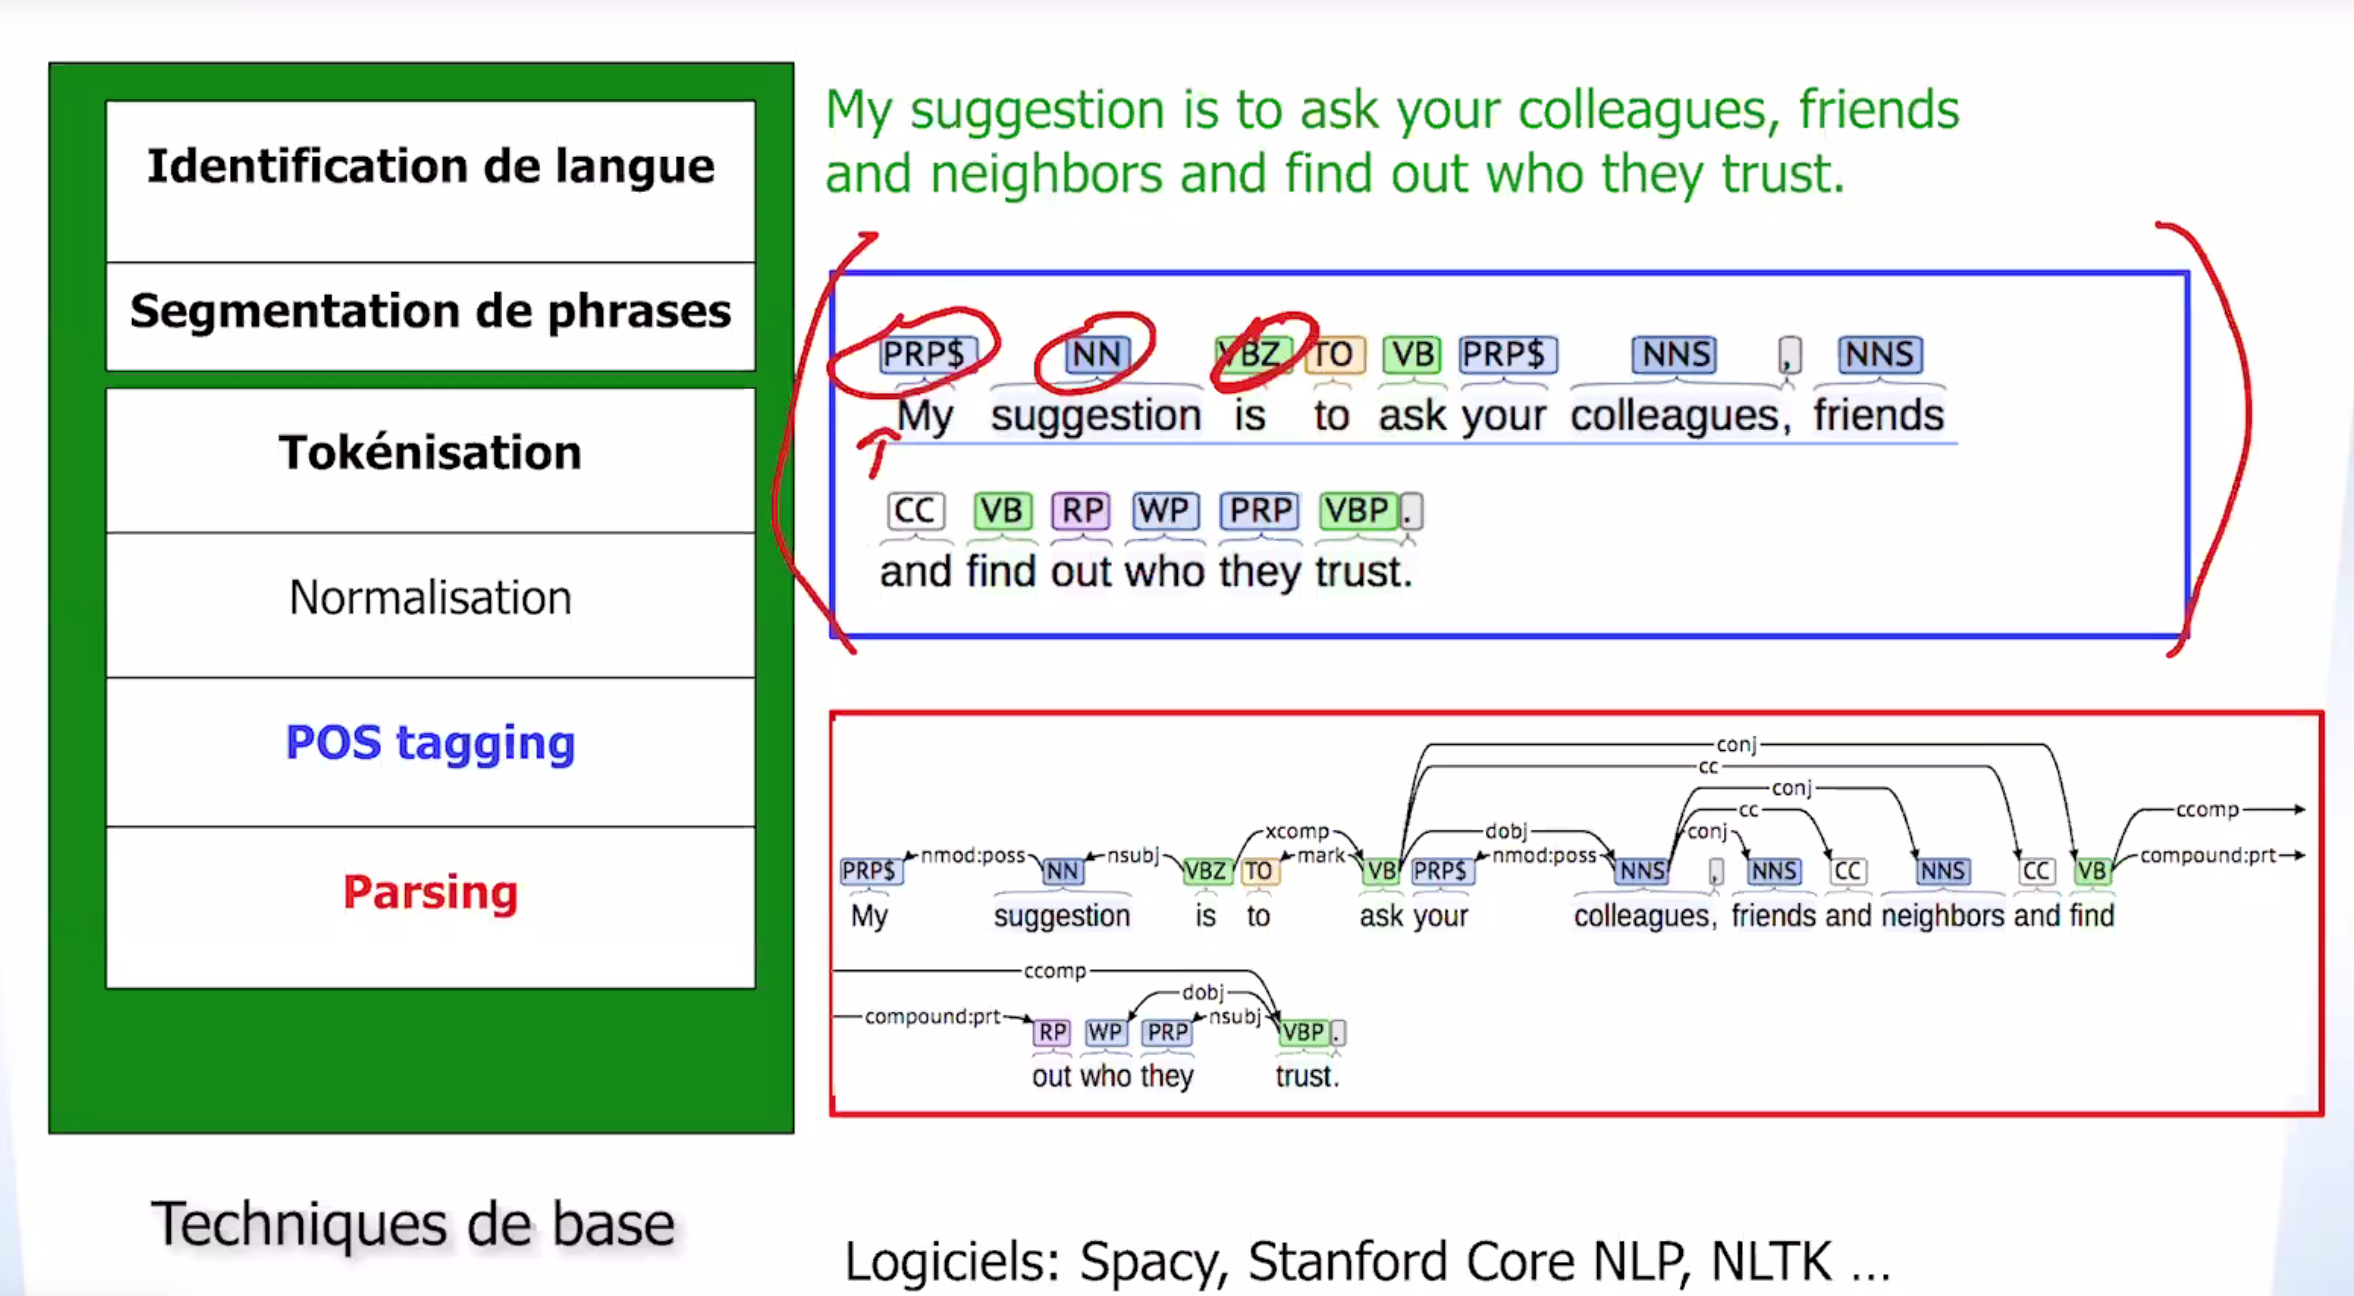 Identification de langue
Segmentation de phrases
Tokénisation
Normalisation
POS tagging
Parsing
Techniques de base
My suggestion is to ask your colleagues, friends
and neighbors and find out who they trust.
PRP$ NN VBZ TO VB PRP$ NNS , NNS
My suggestion is to ask your colleagues, friends
CC VB RP WP PRP VBP .
and find out who they trust.
conj
cc
conj
cc ccomp
xcomp dobj conj
nmod:poss nsubj mark nmod:poss compound:prt
PRP$ NN VBZ TO VB PRP$ NNS , NNS CC NNS CC VB
My suggestion is to ask your colleagues, friends and neighbors and find
ccomp
dobj
compound:prt nsubj
RP WP PRP VBP .
out who they trust.
Logiciels: Spacy, Stanford Core NLP, NLTK ...